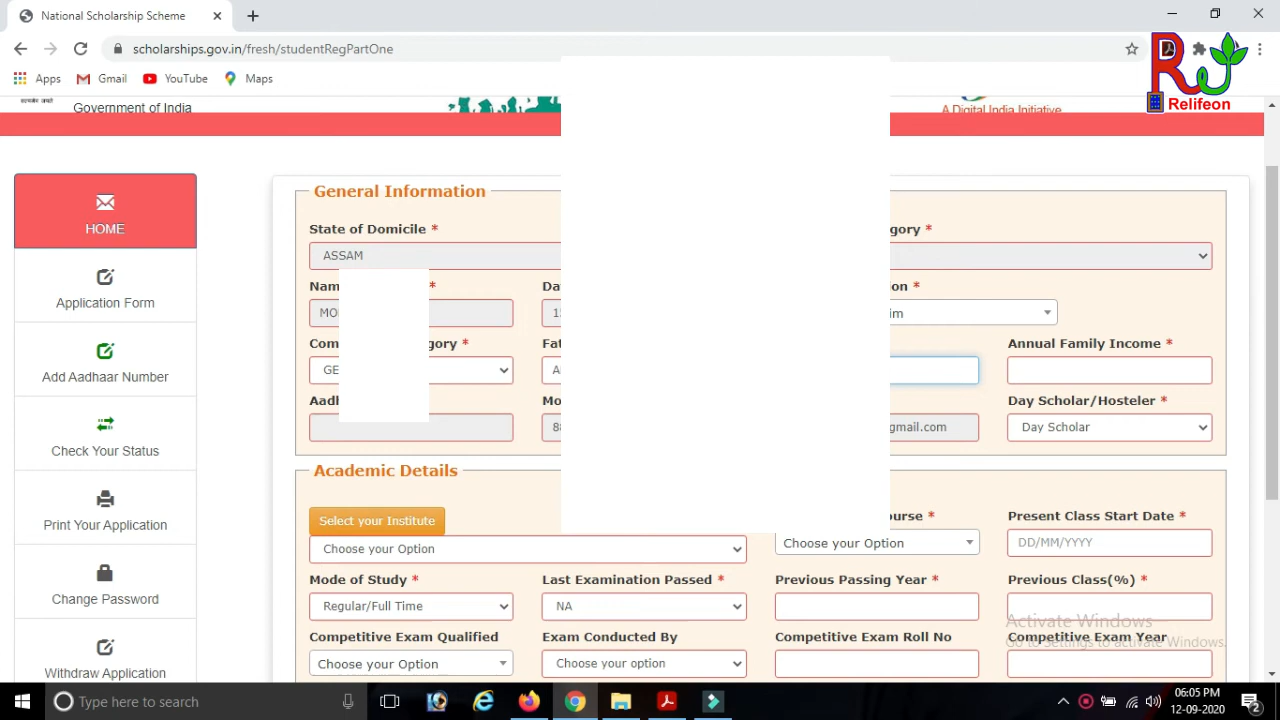 National Scholarship Scheme
scholarships.gov.in/fresh/studentRegPartOne
Apps
Gmail
YouTube
Maps
Relifeon
सत्यमेव जयते
Government of India
A Digital India Initiative
HOME
Application Form
Add Aadhaar Number
Check Your Status
Print Your Application
Change Password
Withdraw Application
General Information
State of Domicile *
gory *
ASSAM
Nam *
Da
on *
MO
15
im
Com gory *
Fat
Annual Family Income *
GE
A
Aadh
Mo
Day Scholar/Hosteler *
88
gmail.com
Day Scholar
Academic Details
Select your Institute
ourse *
Present Class Start Date *
Choose your Option
Choose your Option
DD/MM/YYYY
Mode of Study *
Last Examination Passed *
Previous Passing Year *
Previous Class(%) *
Regular/Full Time
NA
Competitive Exam Qualified
Exam Conducted By
Competitive Exam Roll No
Competitive Exam Year
Choose your Option
Choose your option
Activate Windows
Go to Settings to activate Windows.
Type here to search
06:05 PM
12-09-2020
2